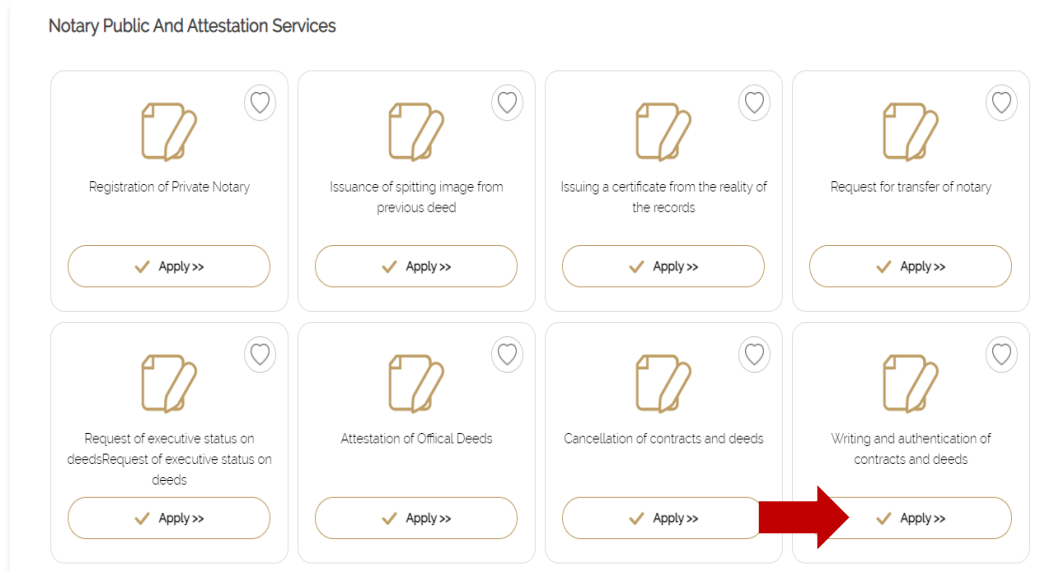 Notary Public And Attestation Services
Registration of Private Notary
Apply >>
Issuance of spitting image from
previous deed
Apply >>
Issuing a certificate from the reality of
the records
Apply >>
Request for transfer of notary
Apply >>
Request of executive status on
deedsRequest of executive status on
deeds
Apply >>
Attestation of Offical Deeds
Apply >>
Cancellation of contracts and deeds
Apply >>
Writing and authentication of
contracts and deeds
Apply >>